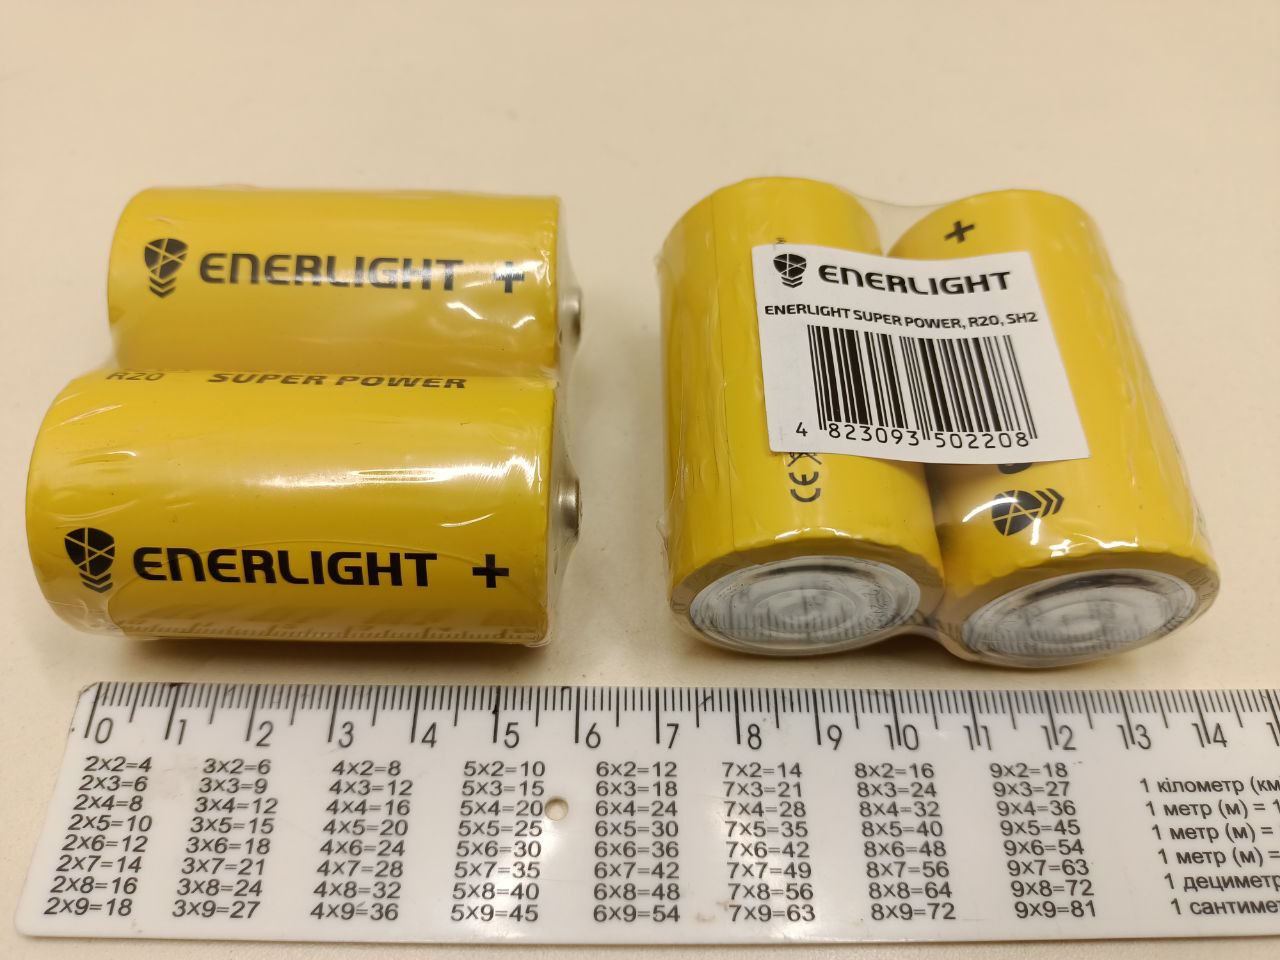 ENERLIGHT +
R20 SUPER POWER
ENERLIGHT +
+
ENERLIGHT
ENERLIGHT SUPER POWER, R20, SH2
4 823093 502208
CE
0 1 2 3 4 5 6 7 8 9 10 11 12 13 14
2×2=4 3×2=6 4×2=8 5×2=10 6×2=12 7×2=14 8×2=16 9×2=18
2×3=6 3×3=9 4×3=12 5×3=15 6×3=18 7×3=21 8×3=24 9×3=27 1 кілометр (км
2×4=8 3×4=12 4×4=16 5×4=20 6×4=24 7×4=28 8×4=32 9×4=36 1 метр (м) = 1
2×5=10 3×5=15 4×5=20 5×5=25 6×5=30 7×5=35 8×5=40 9×5=45 1 метр (м) =
2×6=12 3×6=18 4×6=24 5×6=30 6×6=36 7×6=42 8×6=48 9×6=54 1 метр (м) =
2×7=14 3×7=21 4×7=28 5×7=35 6×7=42 7×7=49 8×7=56 9×7=63 1 дециметр
2×8=16 3×8=24 4×8=32 5×8=40 6×8=48 7×8=56 8×8=64 9×8=72 1 сантиме
2×9=18 3×9=27 4×9=36 5×9=45 6×9=54 7×9=63 8×9=72 9×9=81